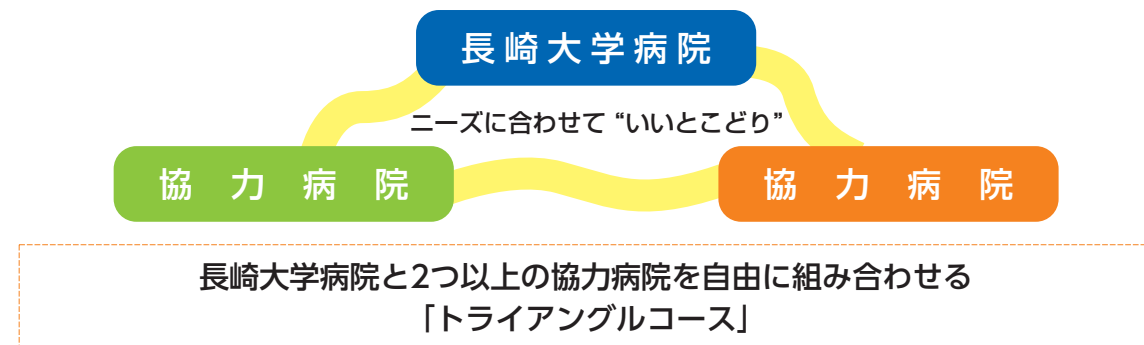 長崎大学病院
ニーズに合わせて “いいとこどり”
協力病院
協力病院
長崎大学病院と2つ以上の協力病院を自由に組み合わせる
「トライアングルコース」